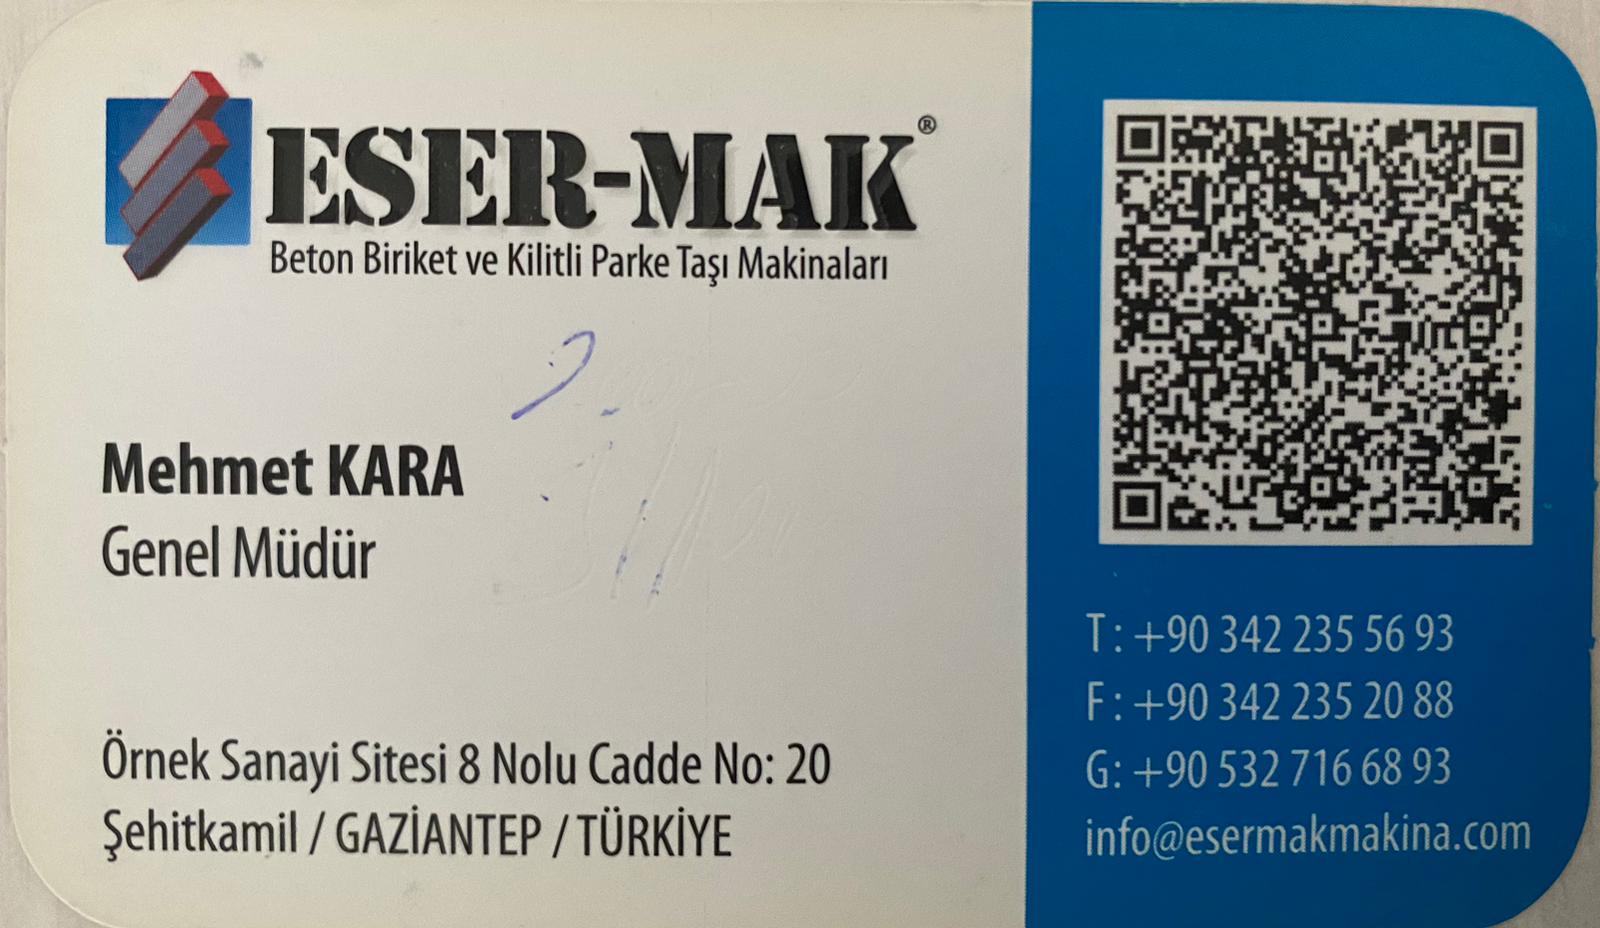 ESER-MAK®
Beton Biriket ve Kilitli Parke Taşı Makinaları
Mehmet KARA
Genel Müdür
Örnek Sanayi Sitesi 8 Nolu Cadde No: 20
Şehitkamil / GAZİANTEP / TÜRKİYE
T: +90 342 235 56 93
F: +90 342 235 20 88
G: +90 532 716 68 93
info@esermakmakina.com